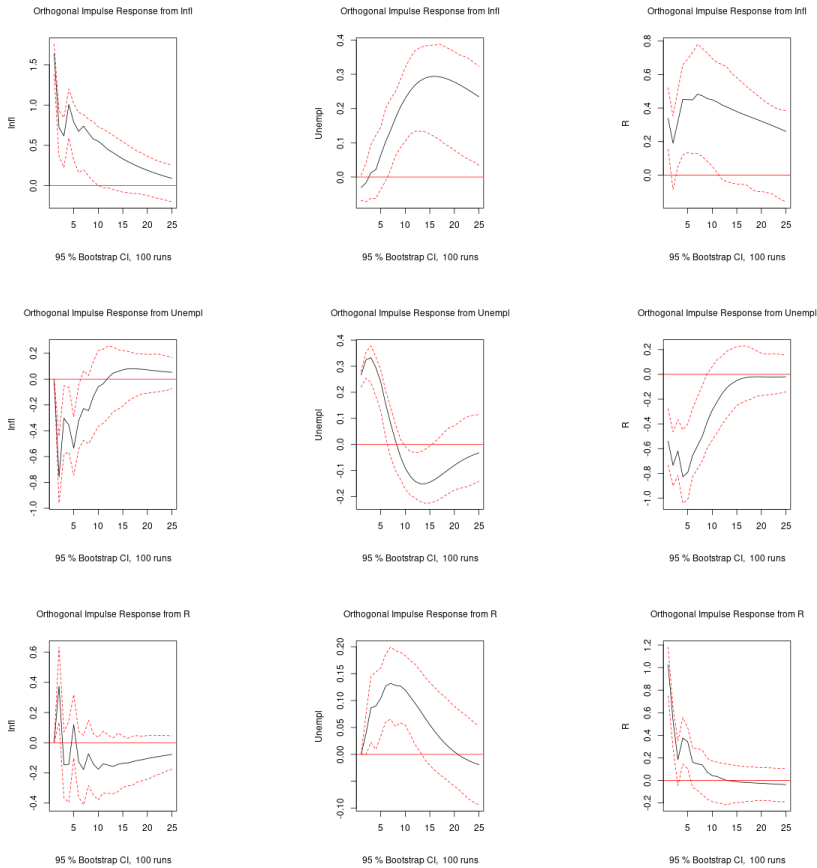 Orthogonal Impulse Response from Infl
Orthogonal Impulse Response from Infl
Orthogonal Impulse Response from Infl
Infl
0.0 0.5 1.0 1.5
5 10 15 20 25
95 % Bootstrap CI, 100 runs
Unempl
0.0 0.1 0.2 0.3 0.4
5 10 15 20 25
95 % Bootstrap CI, 100 runs
R
0.0 0.2 0.4 0.6 0.8
5 10 15 20 25
95 % Bootstrap CI, 100 runs
Orthogonal Impulse Response from Unempl
Orthogonal Impulse Response from Unempl
Orthogonal Impulse Response from Unempl
Infl
-1.0 -0.8 -0.6 -0.4 -0.2 0.0 0.2
5 10 15 20 25
95 % Bootstrap CI, 100 runs
Unempl
-0.2 -0.1 0.0 0.1 0.2 0.3 0.4
5 10 15 20 25
95 % Bootstrap CI, 100 runs
R
-1.0 -0.8 -0.6 -0.4 -0.2 0.0 0.2
5 10 15 20 25
95 % Bootstrap CI, 100 runs
Orthogonal Impulse Response from R
Orthogonal Impulse Response from R
Orthogonal Impulse Response from R
Infl
-0.4 -0.2 0.0 0.2 0.4 0.6
5 10 15 20 25
95 % Bootstrap CI, 100 runs
Unempl
-0.10 0.00 0.05 0.10 0.15 0.20
5 10 15 20 25
95 % Bootstrap CI, 100 runs
R
-0.2 0.0 0.2 0.4 0.6 0.8 1.0 1.2
5 10 15 20 25
95 % Bootstrap CI, 100 runs